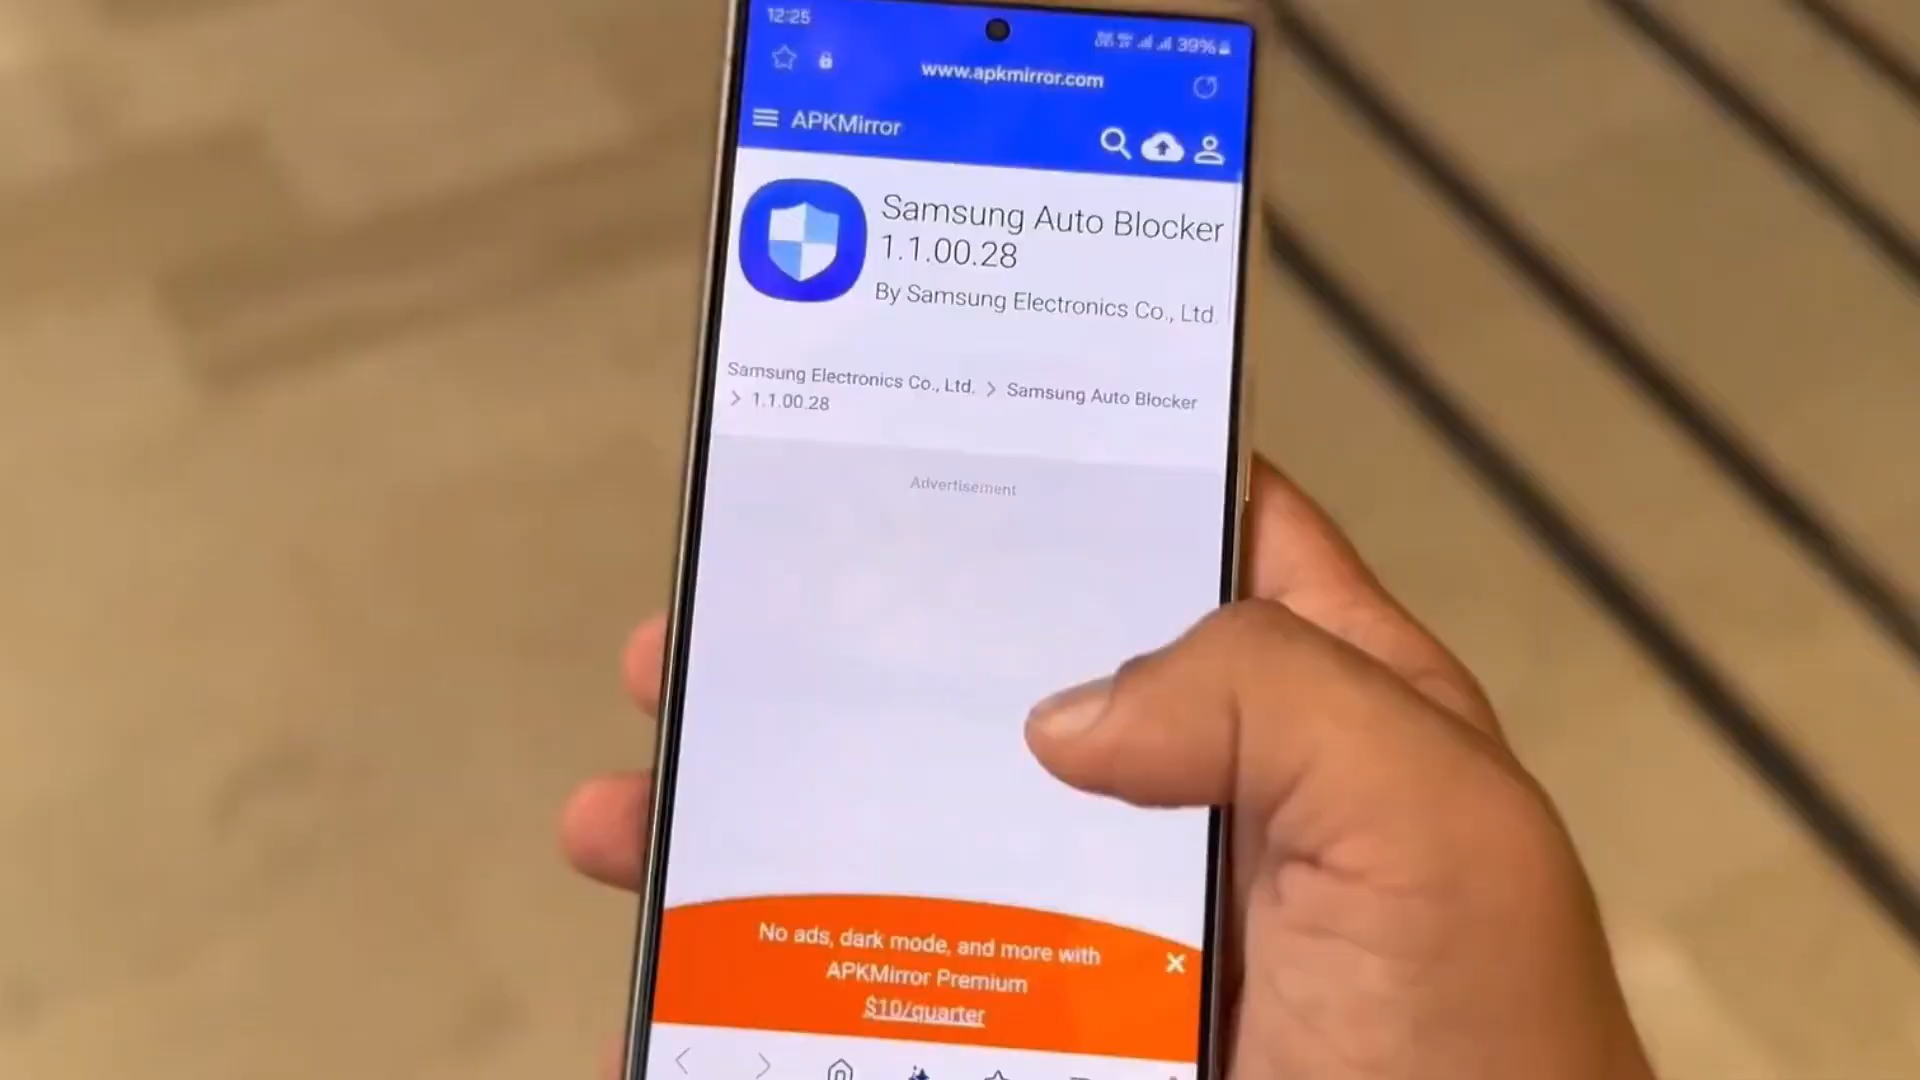 12:25
39%
www.apkmirror.com
APKMirror
Samsung Auto Blocker
1.1.00.28
By Samsung Electronics Co., Ltd.
Samsung Electronics Co., Ltd. > Samsung Auto Blocker
> 1.1.00.28
Advertisement
No ads, dark mode, and more with
APKMirror Premium
$10/quarter